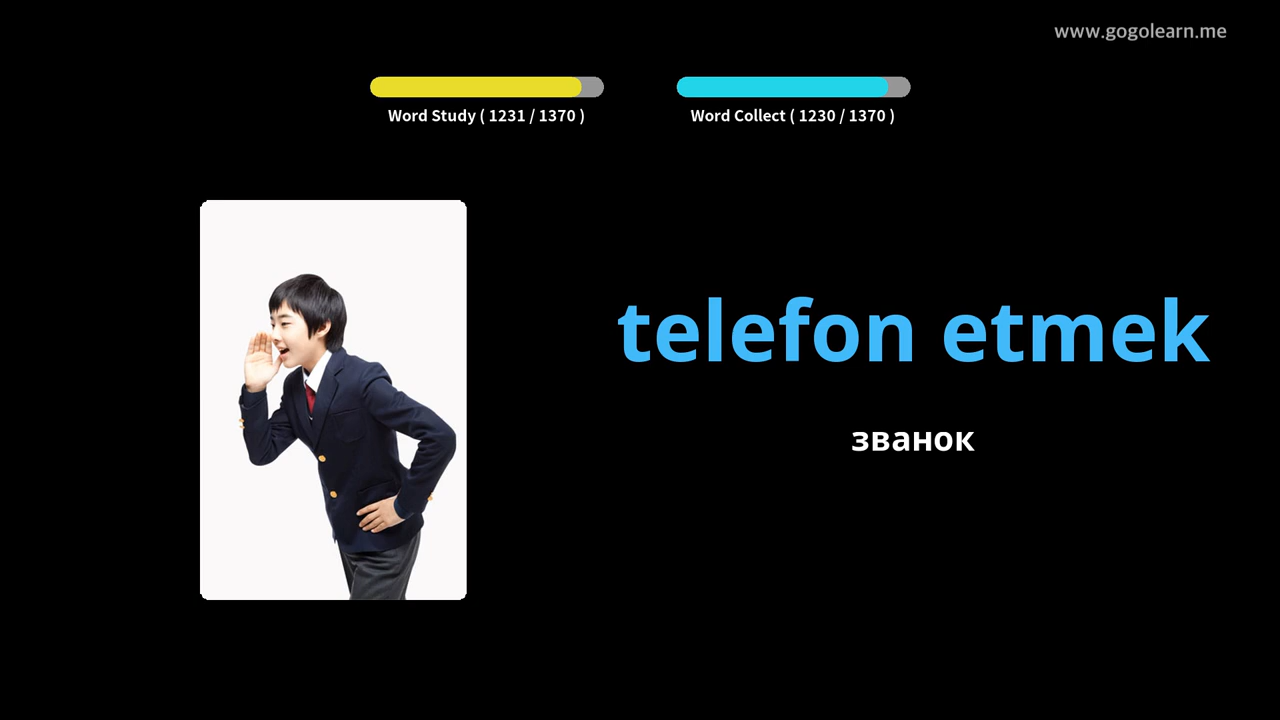 www.gogolearn.me
Word Study ( 1231 / 1370 )
Word Collect ( 1230 / 1370 )
telefon etmek
званок